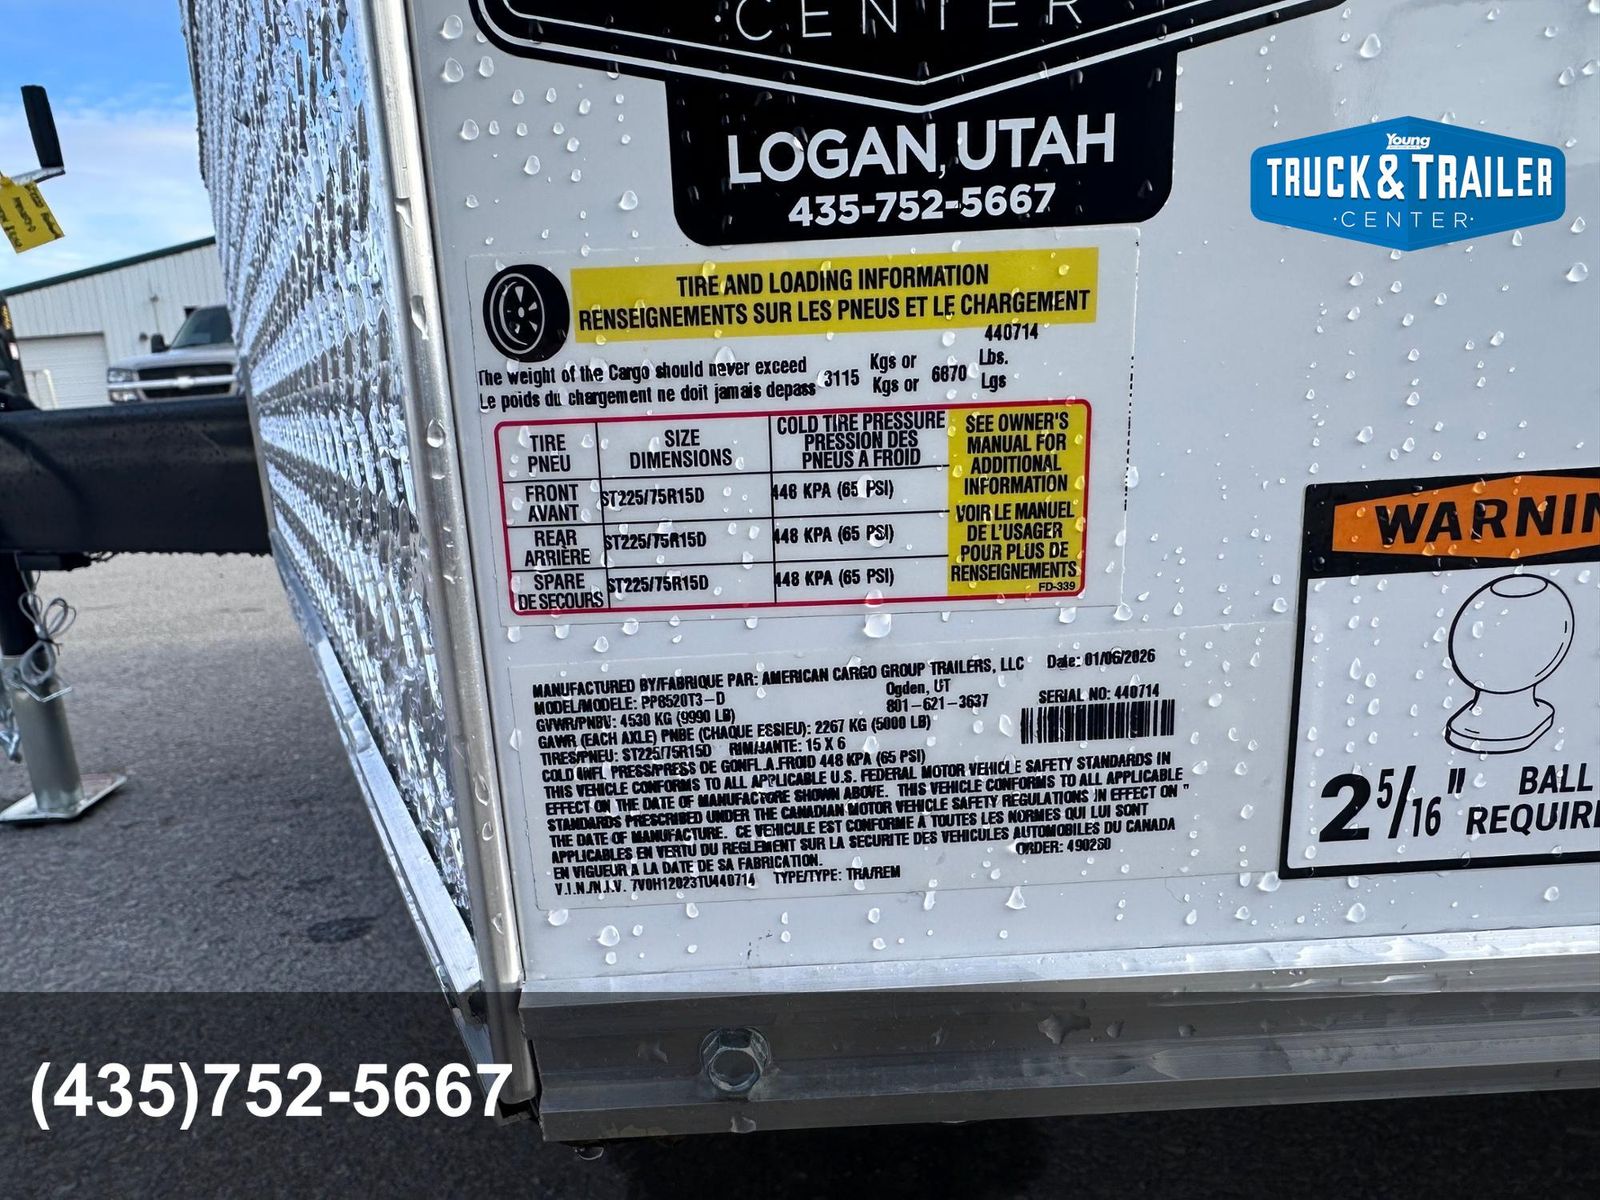 ·CENTER·
LOGAN, UTAH
435-752-5667
Young
TRUCK & TRAILER
·CENTER·
TIRE AND LOADING INFORMATION
RENSEIGNEMENTS SUR LES PNEUS ET LE CHARGEMENT
440714
The weight of the Cargo should never exceed 3115 Kgs or 6870 Lbs.
Le poids du chargement ne doit jamais depass Kgs or Lgs
TIRE PNEU
SIZE DIMENSIONS
COLD TIRE PRESSURE
PRESSION DES
PNEUS A FROID
FRONT AVANT ST225/75R15D 448 KPA (65 PSI)
REAR ARRIÈRE ST225/75R15D 448 KPA (65 PSI)
SPARE DE SECOURS ST225/75R15D 448 KPA (65 PSI)
SEE OWNER'S
MANUAL FOR
ADDITIONAL
INFORMATION
VOIR LE MANUEL
DE L'USAGER
POUR PLUS DE
RENSEIGNEMENTS
FD-339
MANUFACTURED BY/FABRIQUE PAR: AMERICAN CARGO GROUP TRAILERS, LLC Date: 01/06/2026
MODEL/MODELE: PP8520T3-D Ogden, UT
GVWR/PNBV: 4530 KG (9990 LB) 801-621-3637 SERIAL NO: 440714
GAWR (EACH AXLE) PNBE (CHAQUE ESSIEU): 2267 KG (5000 LB)
TIRES/PNEU: ST225/75R15D RIM/JANTE: 15 X 6
COLD INFL PRESS/PRESS DE GONFL.A.FROID 448 KPA (65 PSI)
THIS VEHICLE CONFORMS TO ALL APPLICABLE U.S. FEDERAL MOTOR VEHICLE SAFETY STANDARDS IN
EFFECT ON THE DATE OF MANUFACTORE SHOWN ABOVE. THIS VEHICLE CONFORMS TO ALL APPLICABLE
STANDARDS PRESCRIBED UNDER THE CANADIAN MOTOR VEHICLE SAFETY REGULATIONS IN EFFECT ON "
THE DATE OF MANUFACTURE. CE VEHICULE EST CONFORME A TOUTES LES NORMES QUI LUI SONT
APPLICABLES EN VERTU DU REGLEMENT SUR LA SECURITE DES VEHICULES AUTOMOBILES DU CANADA
EN VIGUEUR A LA DATE DE SA FABRICATION. ORDER: 490260
V.I.N./N.I.V. 7V0H12023TU440714 TYPE/TYPE: TRA/REM
WARNIN
2 5/16" BALL
REQUIRE
(435)752-5667